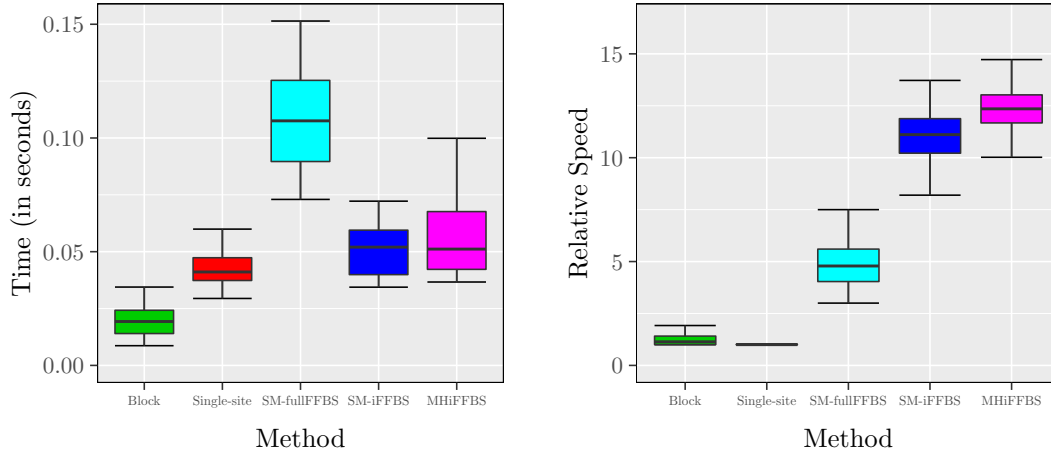 Time (in seconds)
0.15
0.10
0.05
0.00
Block Single-site SM-fullFFBS SM-iFFBS MHiFFBS
Method
Relative Speed
15
10
5
0
Block Single-site SM-fullFFBS SM-iFFBS MHiFFBS
Method